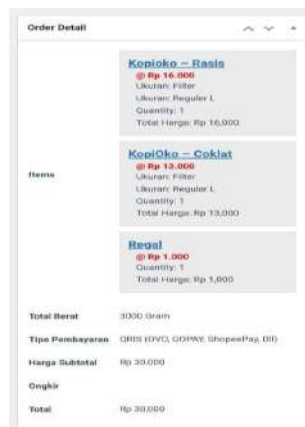 Order Detail
Items
Kopioko – Rasis
@ Rp 16.000
Ukuran: Filter
Ukuran: Reguler L
Quantity: 1
Total Harga: Rp 16,000
KopiOko – Coklat
@ Rp 13.000
Ukuran: Filter
Ukuran: Reguler L
Quantity: 1
Total Harga: Rp 13,000
Regal
@ Rp 1.000
Quantity: 1
Total Harga: Rp 1,000
Total Berat 3000 Gram
Tipe Pembayaran QRIS (OVO, GOPAY, ShopeePay, Dll)
Harga Subtotal Rp 30.000
Ongkir
Total Rp 30.000